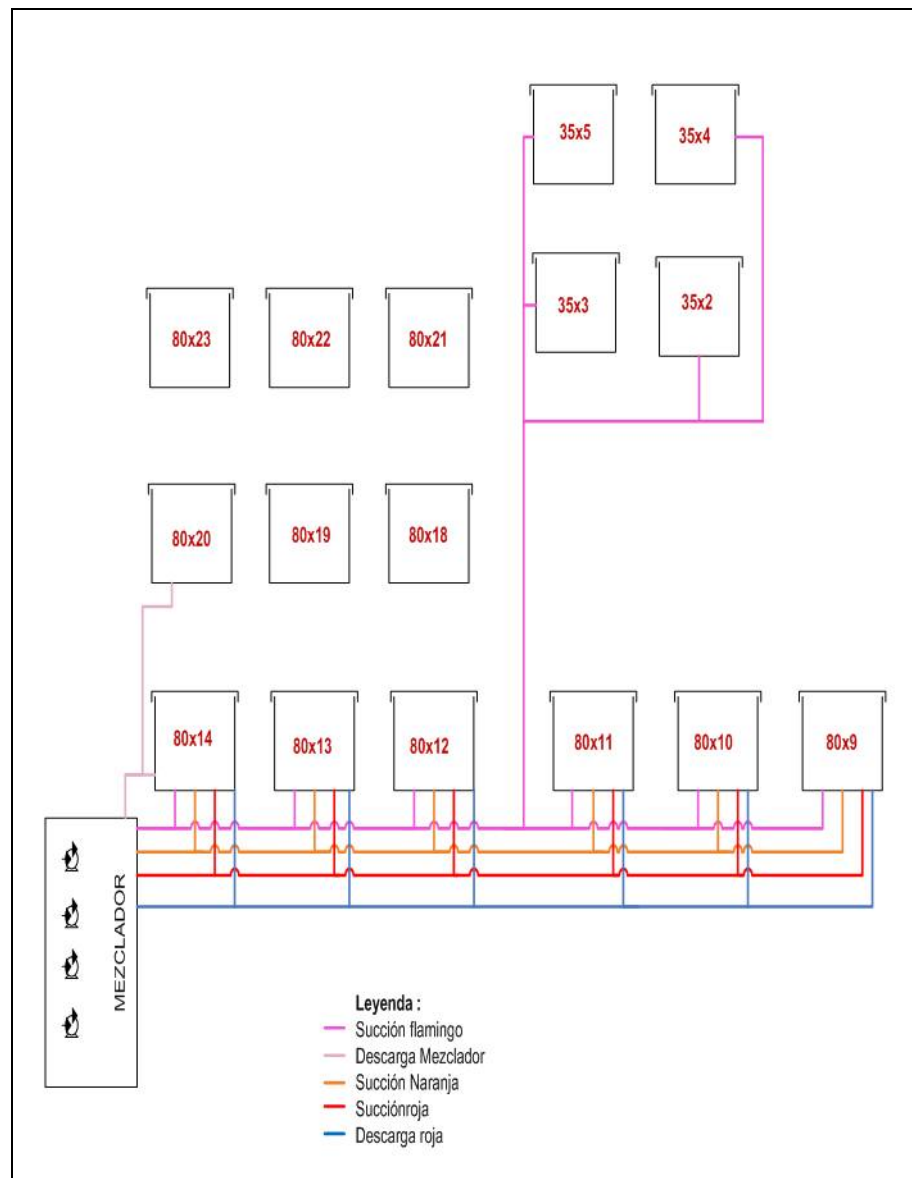 35x5
35x4
35x3
35x2
80x23
80x22
80x21
80x20
80x19
80x18
80x14
80x13
80x12
80x11
80x10
80x9
MEZCLADOR
Leyenda :
Succión flamingo
Descarga Mezclador
Succión Naranja
Succiónroja
Descarga roja